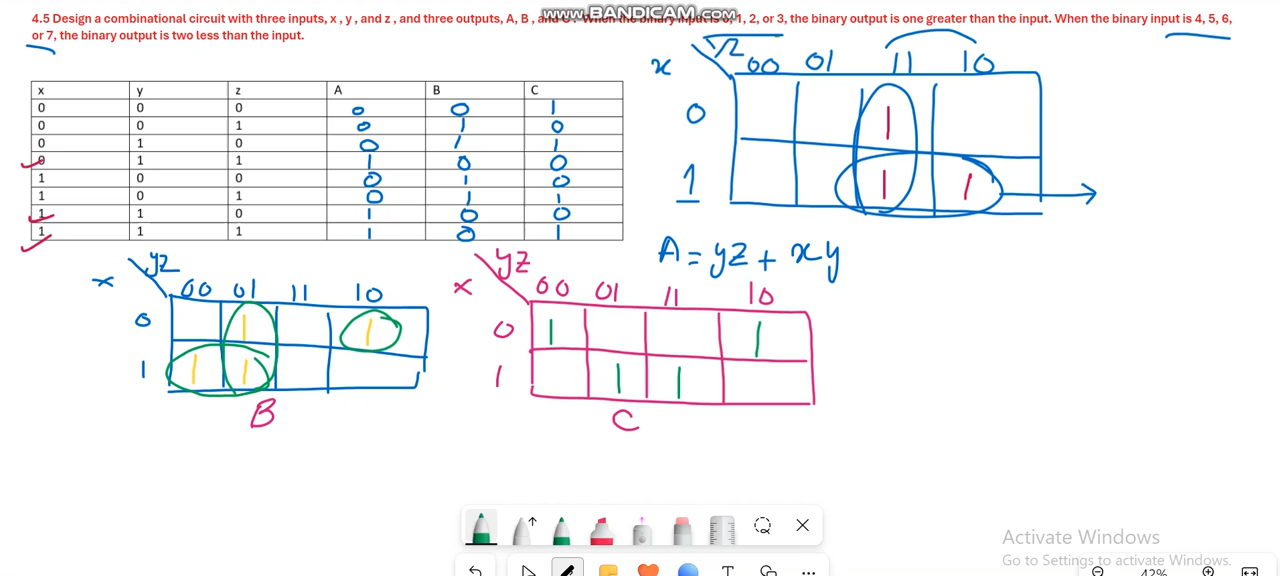 www.BANDICAM.com
4.5 Design a combinational circuit with three inputs, x , y , and z , and three outputs, A, B , and C . When the binary input is 0, 1, 2, or 3, the binary output is one greater than the input. When the binary input is 4, 5, 6,
or 7, the binary output is two less than the input.
x y z A B C
0 0 0 0 0 1
0 0 1 0 1 0
0 1 0 0 1 1
0 1 1 1 0 0
1 0 0 0 1 0
1 0 1 0 1 1
1 1 0 1 0 0
1 1 1 1 0 1
yz
x 00 01 11 10
0 1
1 1 1
A = yz + xy
yz
x 00 01 11 10
0 1 1
1 1 1
B
yz
x 00 01 11 10
0 1 1
1 1 1
C
Activate Windows
Go to Settings to activate Windows.
T
42%